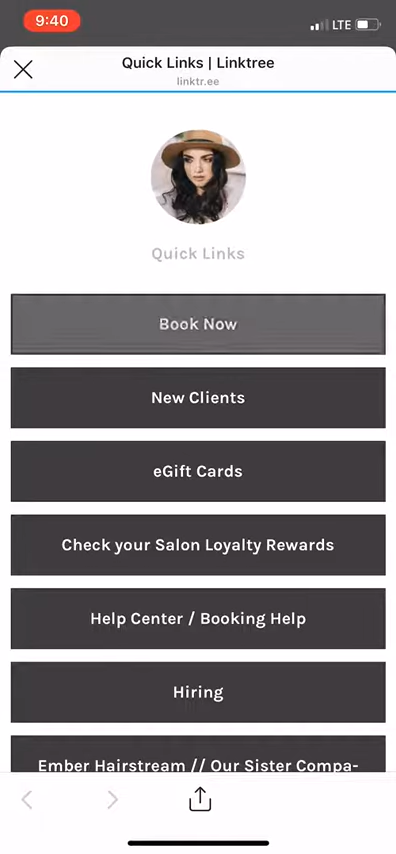 9:40
LTE
Quick Links | Linktree
linktr.ee
Quick Links
Book Now
New Clients
eGift Cards
Check your Salon Loyalty Rewards
Help Center / Booking Help
Hiring
Ember Hairstream // Our Sister Compa-